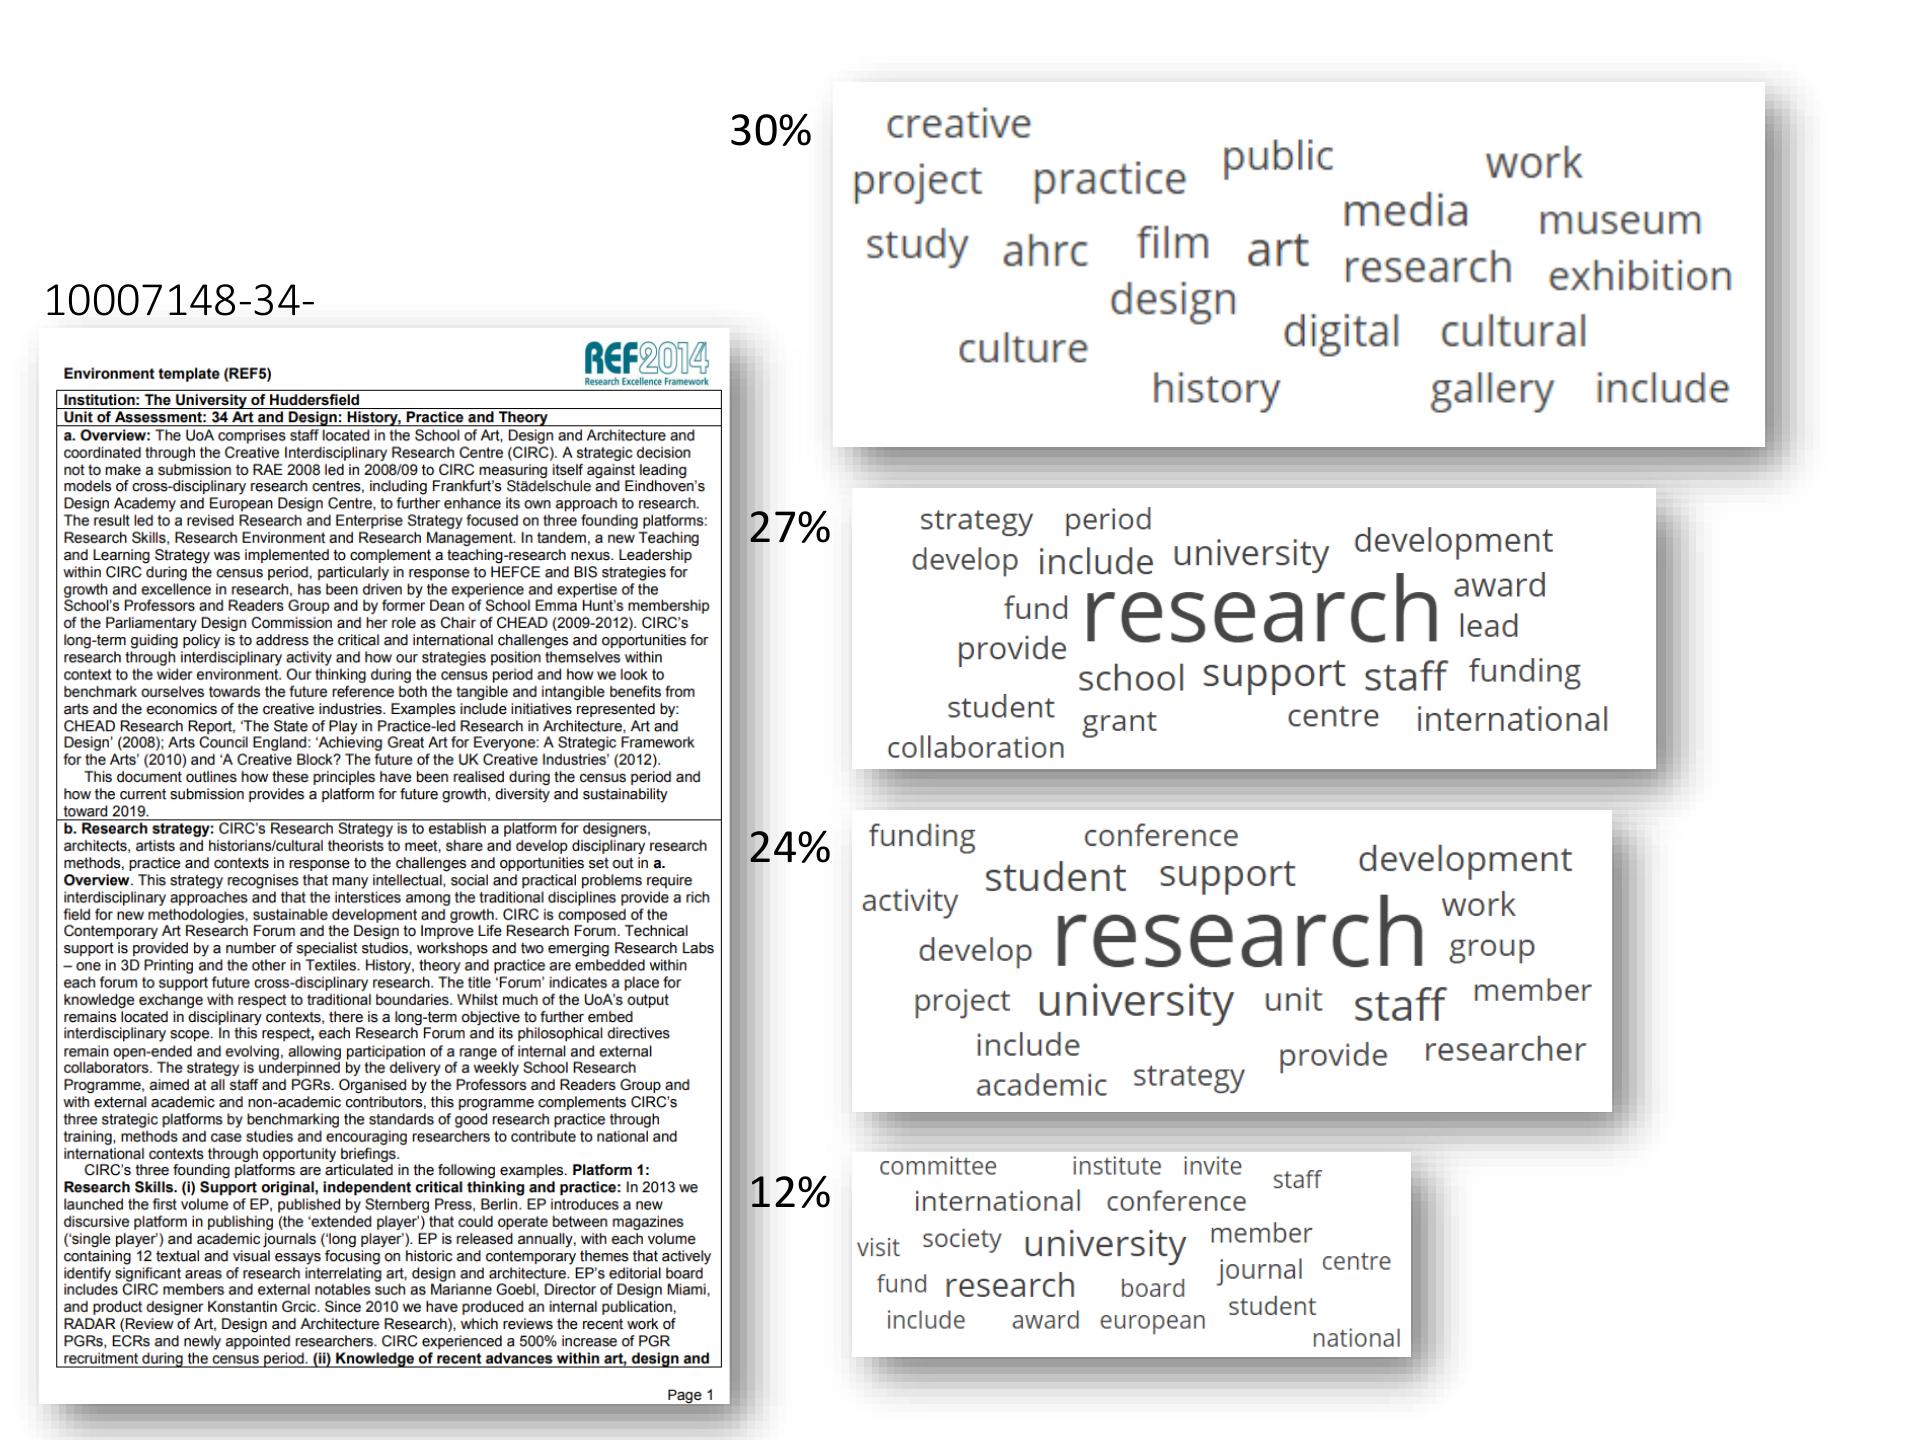 10007148-34-
REF2014
Research Excellence Framework
Environment template (REF5)
Institution: The University of Huddersfield
Unit of Assessment: 34 Art and Design: History, Practice and Theory
a. Overview: The UoA comprises staff located in the School of Art, Design and Architecture and
coordinated through the Creative Interdisciplinary Research Centre (CIRC). A strategic decision
not to make a submission to RAE 2008 led in 2008/09 to CIRC measuring itself against leading
models of cross-disciplinary research centres, including Frankfurt's Städelschule and Eindhoven's
Design Academy and European Design Centre, to further enhance its own approach to research.
The result led to a revised Research and Enterprise Strategy focused on three founding platforms:
Research Skills, Research Environment and Research Management. In tandem, a new Teaching
and Learning Strategy was implemented to complement a teaching-research nexus. Leadership
within CIRC during the census period, particularly in response to HEFCE and BIS strategies for
growth and excellence in research, has been driven by the experience and expertise of the
School's Professors and Readers Group and by former Dean of School Emma Hunt's membership
of the Parliamentary Design Commission and her role as Chair of CHEAD (2009-2012). CIRC's
long-term guiding policy is to address the critical and international challenges and opportunities for
research through interdisciplinary activity and how our strategies position themselves within
context to the wider environment. Our thinking during the census period and how we look to
benchmark ourselves towards the future reference both the tangible and intangible benefits from
arts and the economics of the creative industries. Examples include initiatives represented by:
CHEAD Research Report, 'The State of Play in Practice-led Research in Architecture, Art and
Design' (2008); Arts Council England: 'Achieving Great Art for Everyone: A Strategic Framework
for the Arts' (2010) and 'A Creative Block? The future of the UK Creative Industries' (2012).
This document outlines how these principles have been realised during the census period and
how the current submission provides a platform for future growth, diversity and sustainability
toward 2019.
b. Research strategy: CIRC's Research Strategy is to establish a platform for designers,
architects, artists and historians/cultural theorists to meet, share and develop disciplinary research
methods, practice and contexts in response to the challenges and opportunities set out in a.
Overview. This strategy recognises that many intellectual, social and practical problems require
interdisciplinary approaches and that the interstices among the traditional disciplines provide a rich
field for new methodologies, sustainable development and growth. CIRC is composed of the
Contemporary Art Research Forum and the Design to Improve Life Research Forum. Technical
support is provided by a number of specialist studios, workshops and two emerging Research Labs
– one in 3D Printing and the other in Textiles. History, theory and practice are embedded within
each forum to support future cross-disciplinary research. The title 'Forum' indicates a place for
knowledge exchange with respect to traditional boundaries. Whilst much of the UoA's output
remains located in disciplinary contexts, there is a long-term objective to further embed
interdisciplinary scope. In this respect, each Research Forum and its philosophical directives
remain open-ended and evolving, allowing participation of a range of internal and external
collaborators. The strategy is underpinned by the delivery of a weekly School Research
Programme, aimed at all staff and PGRs. Organised by the Professors and Readers Group and
with external academic and non-academic contributors, this programme complements CIRC's
three strategic platforms by benchmarking the standards of good research practice through
training, methods and case studies and encouraging researchers to contribute to national and
international contexts through opportunity briefings.
CIRC's three founding platforms are articulated in the following examples. Platform 1:
Research Skills. (i) Support original, independent critical thinking and practice: In 2013 we
launched the first volume of EP, published by Sternberg Press, Berlin. EP introduces a new
discursive platform in publishing (the 'extended player') that could operate between magazines
('single player') and academic journals ('long player'). EP is released annually, with each volume
containing 12 textual and visual essays focusing on historic and contemporary themes that actively
identify significant areas of research interrelating art, design and architecture. EP's editorial board
includes CIRC members and external notables such as Marianne Goebl, Director of Design Miami,
and product designer Konstantin Grcic. Since 2010 we have produced an internal publication,
RADAR (Review of Art, Design and Architecture Research), which reviews the recent work of
PGRs, ECRs and newly appointed researchers. CIRC experienced a 500% increase of PGR
recruitment during the census period. (ii) Knowledge of recent advances within art, design and
Page 1
30%
creative
public work
project practice
media museum
study ahrc film art
research exhibition
design
digital cultural
culture
history gallery include
27%
strategy period
develop include university development
award
fund research lead
provide
school support staff funding
student grant centre international
collaboration
24%
funding conference
student support development
activity work
develop research group
project university unit staff member
include provide researcher
academic strategy
12%
committee institute invite staff
international conference
visit society university member
fund research board journal centre
include award european student
national